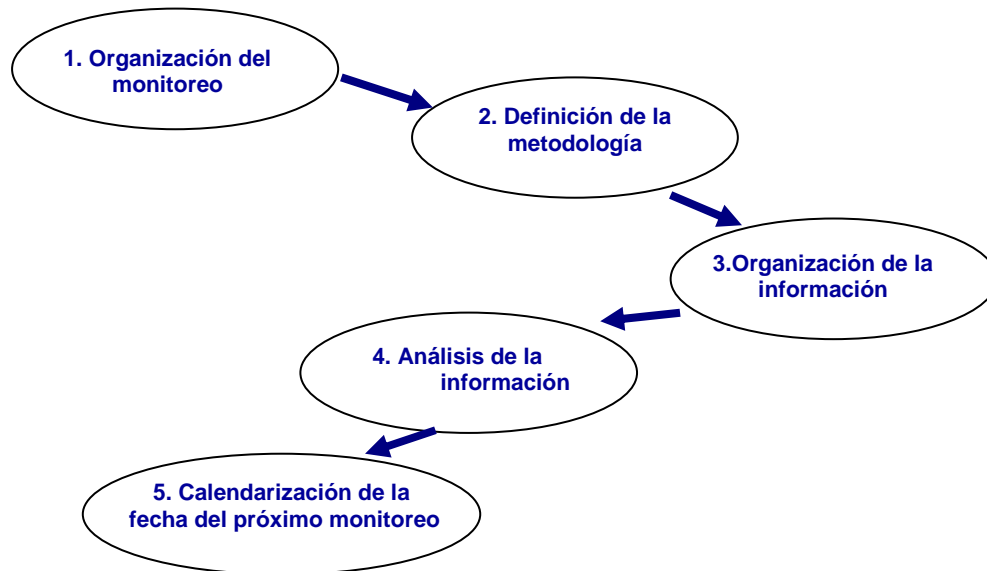 1. Organización del
monitoreo
2. Definición de la
metodología
3.Organización de la
información
4. Análisis de la
información
5. Calendarización de la
fecha del próximo monitoreo